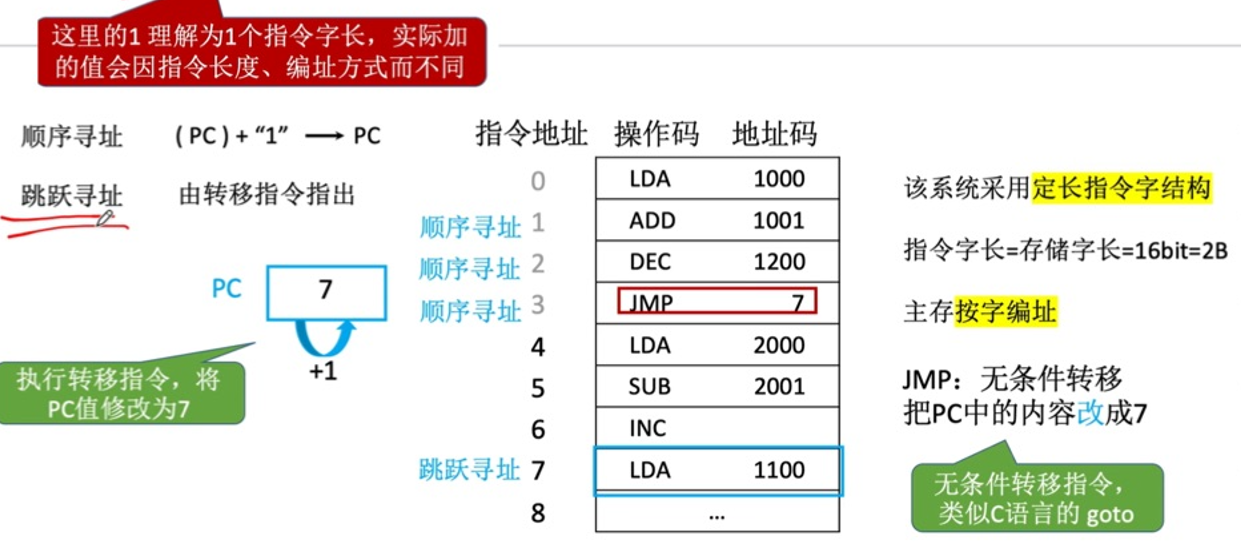 这里的1 理解为1个指令字长，实际加
的值会因指令长度、编址方式而不同
顺序寻址 ( PC ) + “1” → PC
跳跃寻址 由转移指令指出
PC 7
+1
执行转移指令，将
PC值修改为7
指令地址 操作码 地址码
0 LDA 1000
顺序寻址 1 ADD 1001
顺序寻址 2 DEC 1200
顺序寻址 3 JMP 7
4 LDA 2000
5 SUB 2001
6 INC
跳跃寻址 7 LDA 1100
8 ...
该系统采用定长指令字结构
指令字长=存储字长=16bit=2B
主存按字编址
JMP：无条件转移
把PC中的内容改成7
无条件转移指令，
类似C语言的 goto